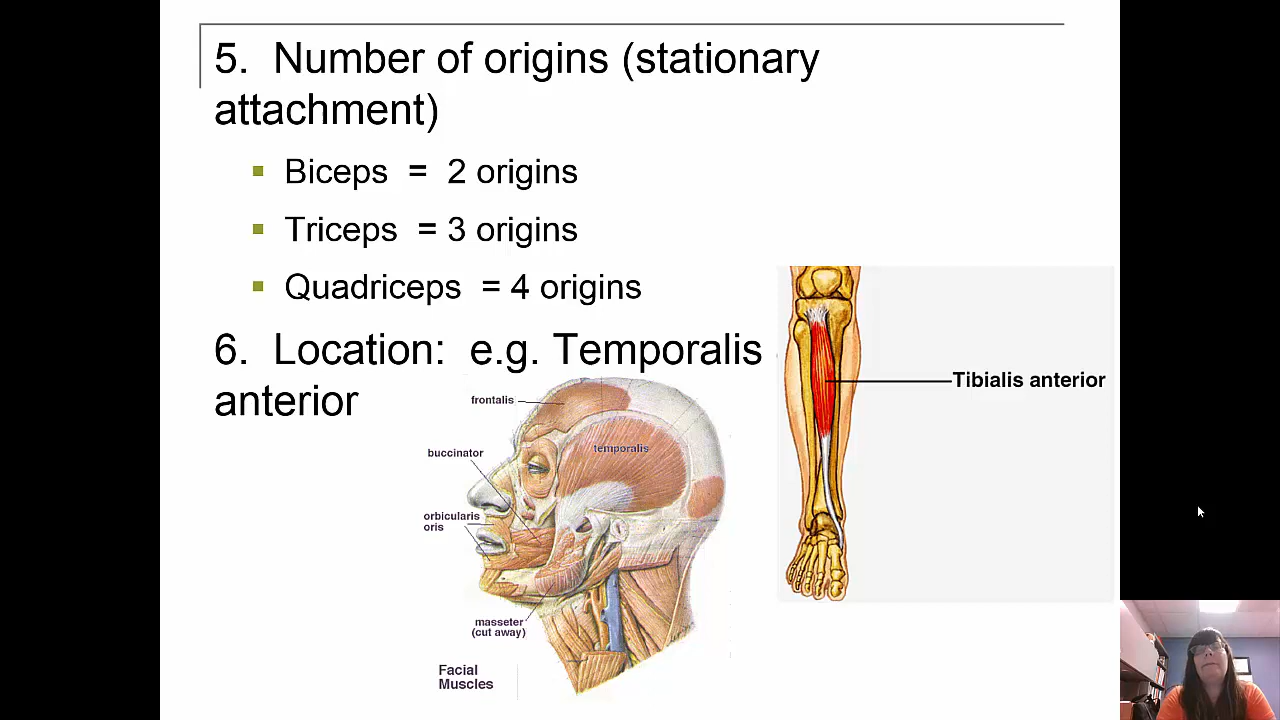 5. Number of origins (stationary
attachment)
Biceps = 2 origins
Triceps = 3 origins
Quadriceps = 4 origins
6. Location: e.g. Temporalis
anterior
frontalis
temporalis
buccinator
orbicularis
oris
masseter
(cut away)
Facial
Muscles
Tibialis anterior